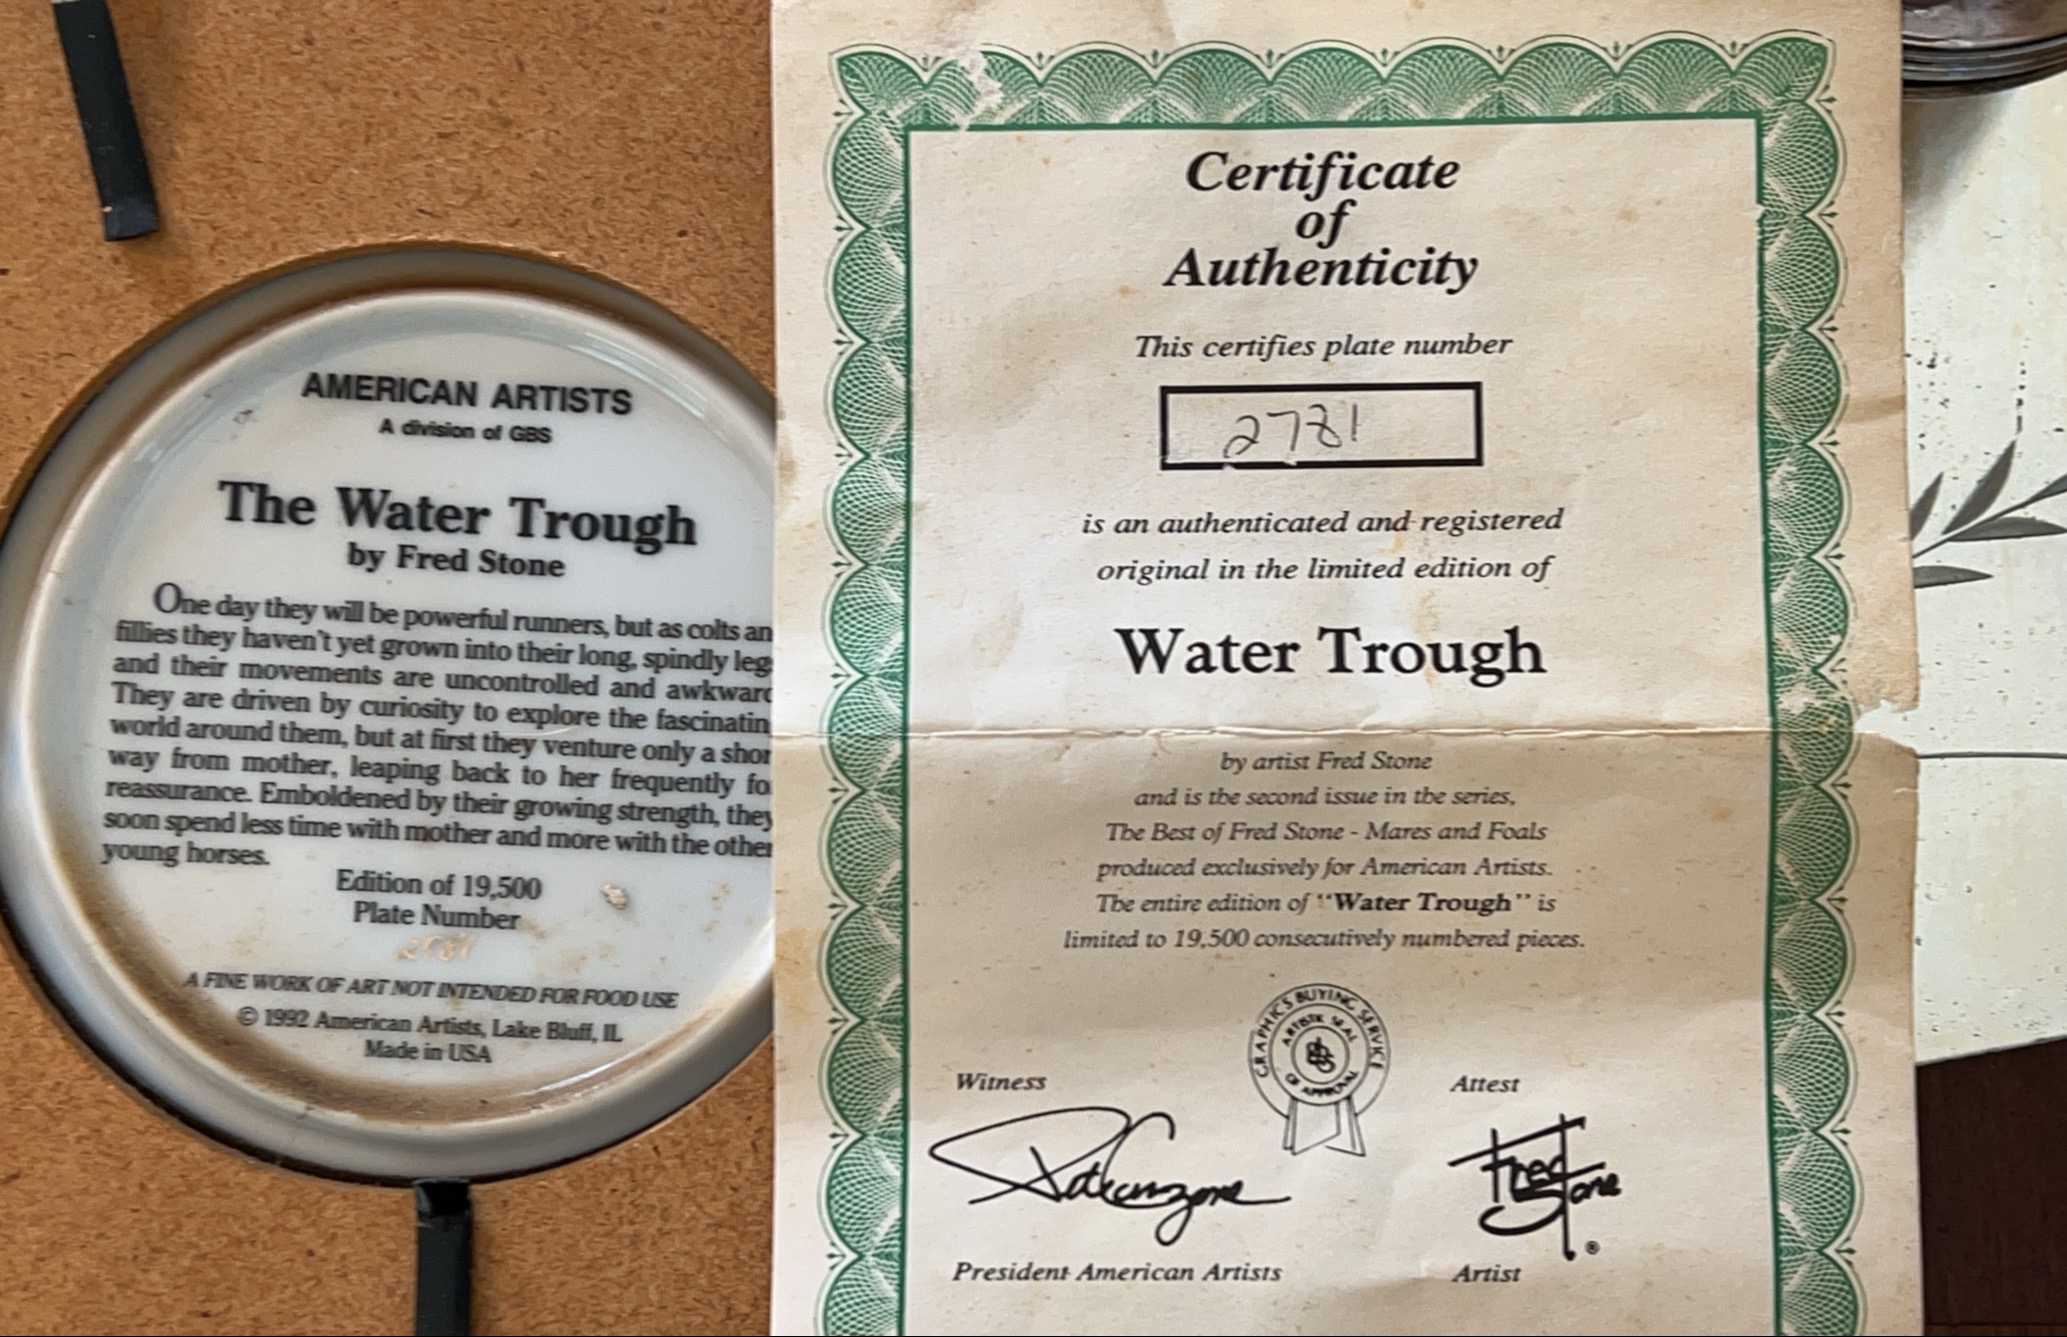 AMERICAN ARTISTS
A division of GBS
The Water Trough
by Fred Stone
One day they will be powerful runners, but as colts an
fillies they haven't yet grown into their long, spindly leg
and their movements are uncontrolled and awkward
They are driven by curiosity to explore the fascinatin
world around them, but at first they venture only a shor
way from mother, leaping back to her frequently fo
reassurance. Emboldened by their growing strength, they
soon spend less time with mother and more with the other
young horses.
Edition of 19,500
Plate Number
2781
A FINE WORK OF ART NOT INTENDED FOR FOOD USE
© 1992 American Artists, Lake Bluff, IL
Made in USA
Certificate
of
Authenticity
This certifies plate number
2781
is an authenticated and registered
original in the limited edition of
Water Trough
by artist Fred Stone
and is the second issue in the series,
The Best of Fred Stone - Mares and Foals
produced exclusively for American Artists.
The entire edition of "Water Trough" is
limited to 19,500 consecutively numbered pieces.
GRAPHICS BUYING SERVICE
ARTISTIC SEAL
OF APPROVAL
Witness
Attest
Fred
Stone
®
President American Artists
Artist